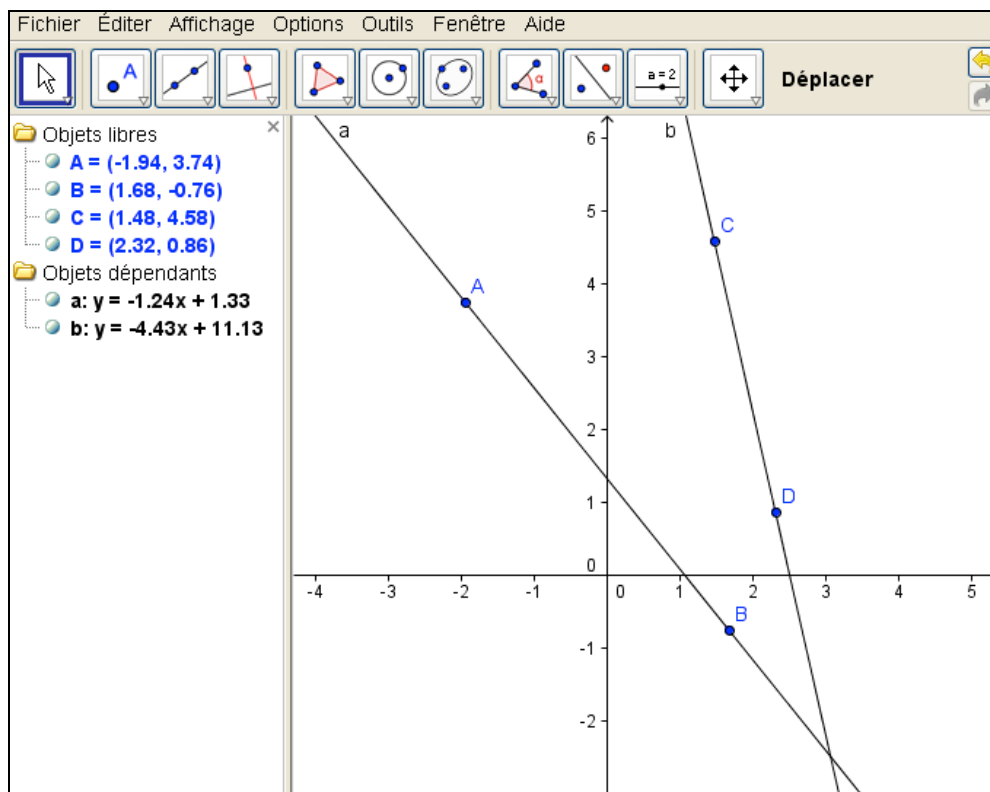 Fichier Éditer Affichage Options Outils Fenêtre Aide
A α a = 2 Déplacer
Objets libres
A = (-1.94, 3.74)
B = (1.68, -0.76)
C = (1.48, 4.58)
D = (2.32, 0.86)
Objets dépendants
a: y = -1.24x + 1.33
b: y = -4.43x + 11.13
a b
6
5
C
4
A
3
2
1
D
0
-4 -3 -2 -1 0 1 2 3 4 5
B
-1
-2